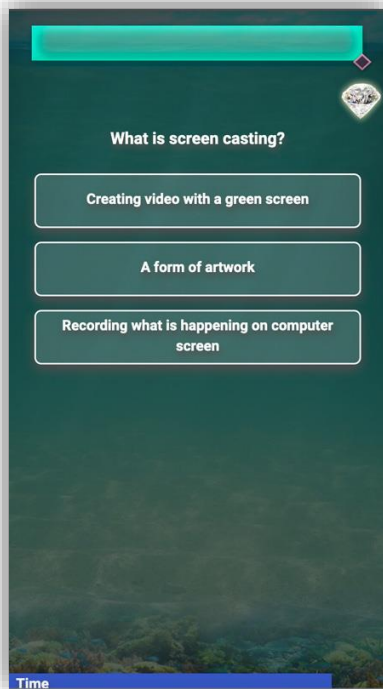 What is screen casting?
Creating video with a green screen
A form of artwork
Recording what is happening on computer
screen
Time